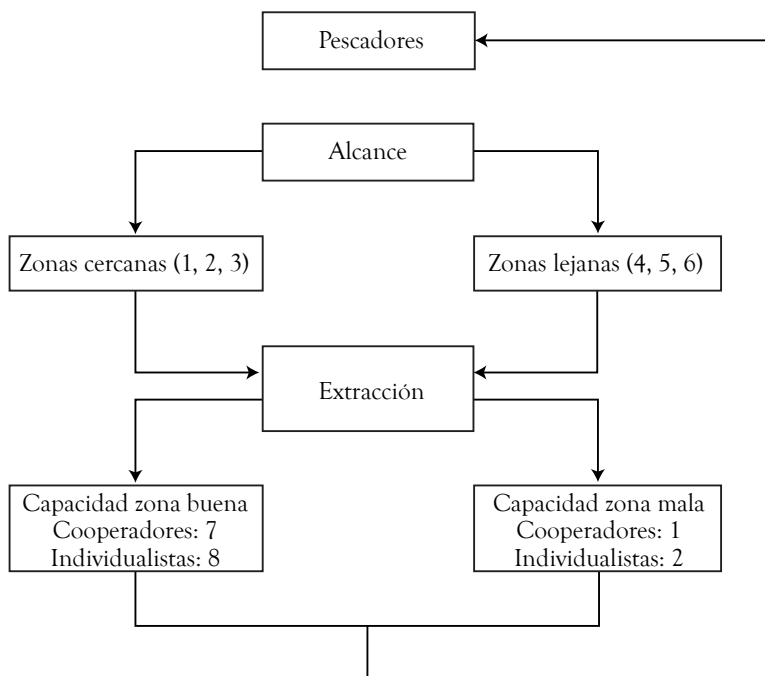 Pescadores
Alcance
Zonas cercanas (1, 2, 3)
Zonas lejanas (4, 5, 6)
Extracción
Capacidad zona buena
Cooperadores: 7
Individualistas: 8
Capacidad zona mala
Cooperadores: 1
Individualistas: 2